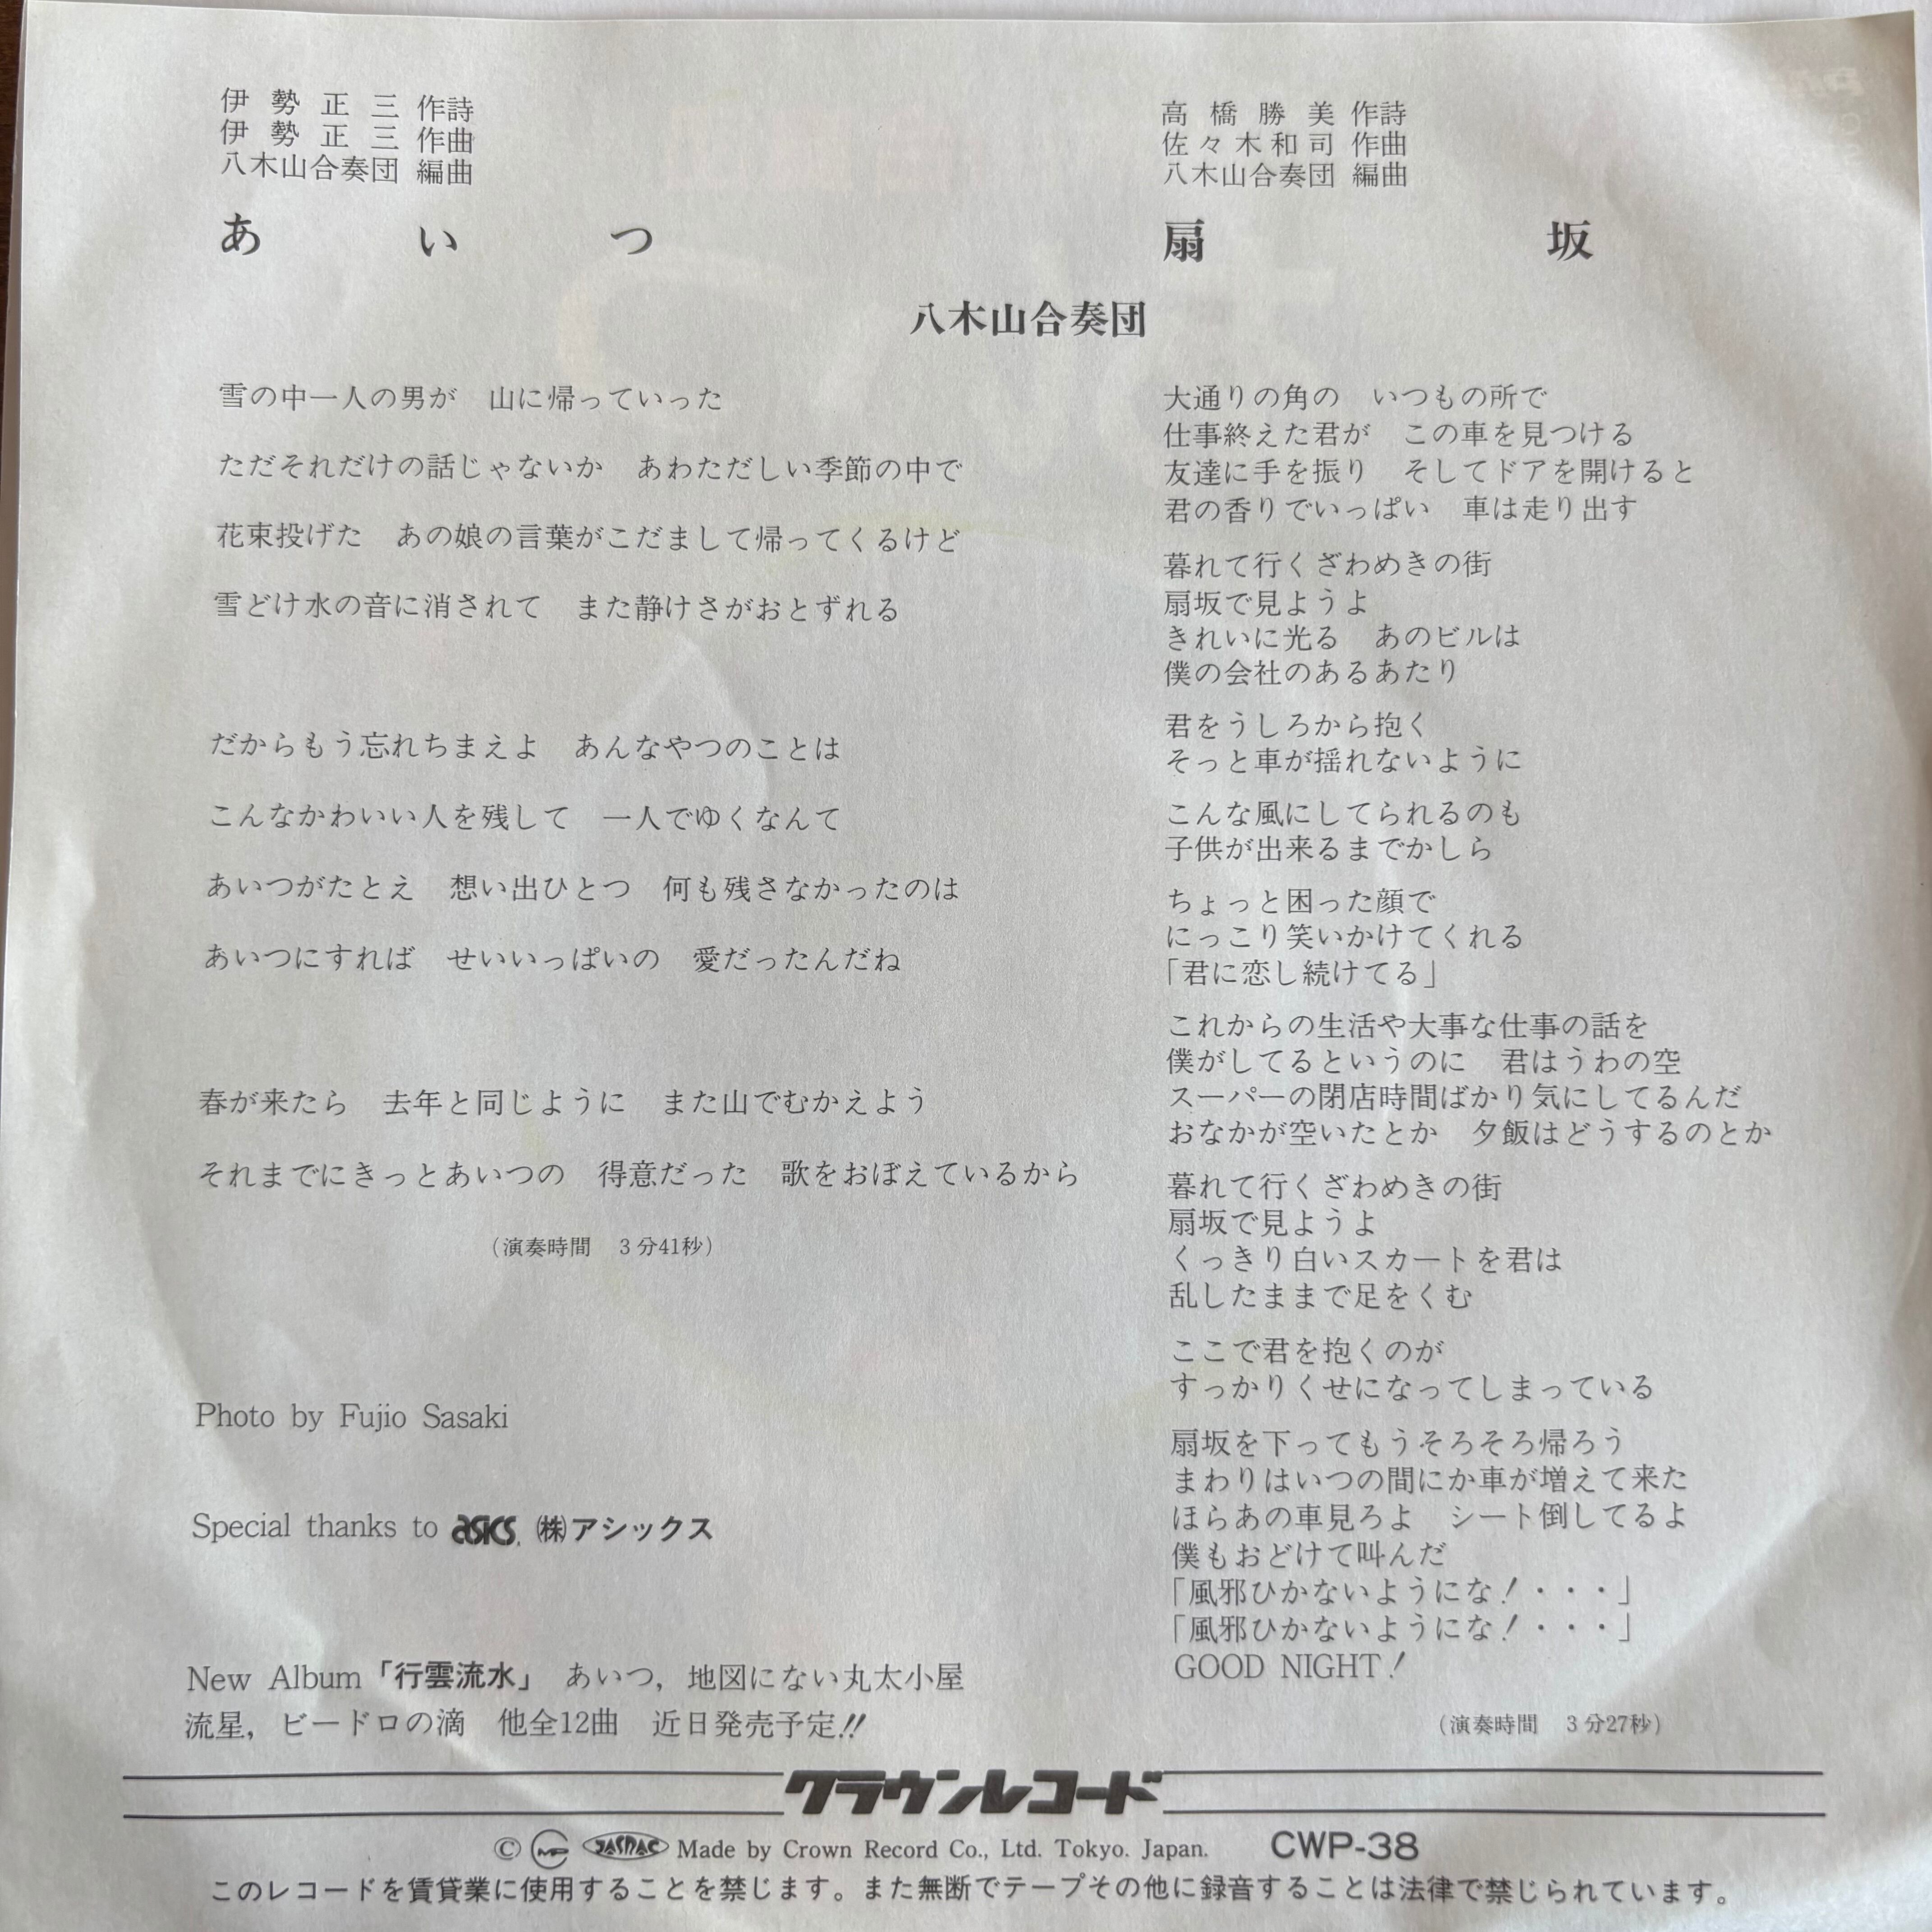 伊勢正三 作詩
伊勢正三 作曲
八木山合奏団 編曲
あいつ
高橋勝美 作詩
佐々木和司 作曲
八木山合奏団 編曲
扇坂
八木山合奏団
雪の中一人の男が　山に帰っていった
ただそれだけの話じゃないか　あわただしい季節の中で
花束投げた　あの娘の言葉がこだまして帰ってくるけど
雪どけ水の音に消されて　また静けさがおとずれる
だからもう忘れちまえよ　あんなやつのことは
こんなかわいい人を残して　一人でゆくなんて
あいつがたとえ　想い出ひとつ　何も残さなかったのは
あいつにすれば　せいいっぱいの　愛だったんだね
春が来たら　去年と同じように　また山でむかえよう
それまでにきっとあいつの　得意だった　歌をおぼえているから
(演奏時間　3分41秒)
Photo by Fujio Sasaki
Special thanks to asics. ㈱アシックス
New Album「行雲流水」 あいつ，地図にない丸太小屋
流星，ビードロの滴　他全12曲　近日発売予定!!
大通りの角の　いつもの所で
仕事終えた君が　この車を見つける
友達に手を振り　そしてドアを開けると
君の香りでいっぱい　車は走り出す
暮れて行くざわめきの街
扇坂で見ようよ
きれいに光る　あのビルは
僕の会社のあるあたり
君をうしろから抱く
そっと車が揺れないように
こんな風にしてられるのも
子供が出来るまでかしら
ちょっと困った顔で
にっこり笑いかけてくれる
「君に恋し続けてる」
これからの生活や大事な仕事の話を
僕がしてるというのに　君はうわの空
スーパーの閉店時間ばかり気にしてるんだ
おなかが空いたとか　夕飯はどうするのとか
暮れて行くざわめきの街
扇坂で見ようよ
くっきり白いスカートを君は
乱したままで足をくむ
ここで君を抱くのが
すっかりくせになってしまっている
扇坂を下ってもうそろそろ帰ろう
まわりはいつの間にか車が増えて来た
ほらあの車見ろよ　シート倒してるよ
僕もおどけて叫んだ
「風邪ひかないようにな！・・・」
「風邪ひかないようにな！・・・」
GOOD NIGHT！
(演奏時間　3分27秒)
クラウンレコード
© JASRAC Made by Crown Record Co., Ltd. Tokyo. Japan. CWP-38
このレコードを賃貸業に使用することを禁じます。また無断でテープその他に録音することは法律で禁じられています。